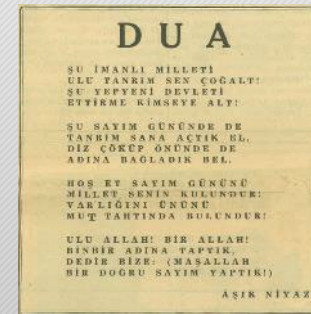 DUA
ŞU İMANLI MİLLETİ
ULU TANRIM SEN ÇOĞALT!
ŞU YEPYENİ DEVLETİ
ETTİRME KİMSEYE ALT!
ŞU SAYIM GÜNÜNDE DE
TANRIM SANA AÇTIK EL,
DİZ ÇÖKÜP ÖNÜNDE DE
ADINA BAĞLADIK BEL.
HOŞ ET SAYIM GÜNÜNÜ
MİLLET SENİN KULUNDUR!
VARLIĞINI ÜNÜNÜ
MUT TAHTINDA BULUNDUR!
ULU ALLAH! BİR ALLAH!
BİNBİR ADINA TAPTIK,
DEDİR BİZE: (MAŞALLAH
BİR DOĞRU SAYIM YAPTIK!)
AŞIK NİYAZ